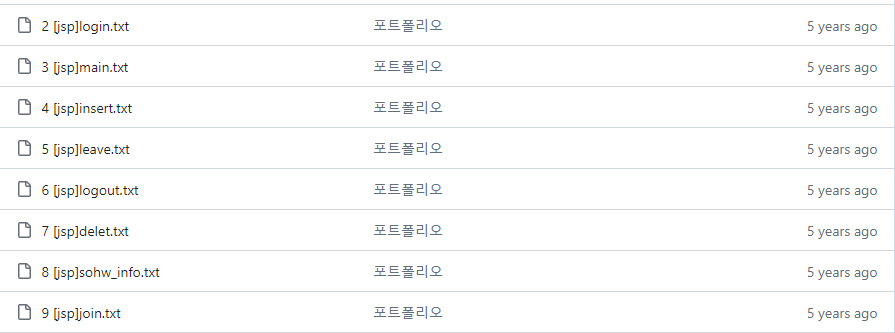 2 [jsp]login.txt 포트폴리오 5 years ago
3 [jsp]main.txt 포트폴리오 5 years ago
4 [jsp]insert.txt 포트폴리오 5 years ago
5 [jsp]leave.txt 포트폴리오 5 years ago
6 [jsp]logout.txt 포트폴리오 5 years ago
7 [jsp]delet.txt 포트폴리오 5 years ago
8 [jsp]sohw_info.txt 포트폴리오 5 years ago
9 [jsp]join.txt 포트폴리오 5 years ago